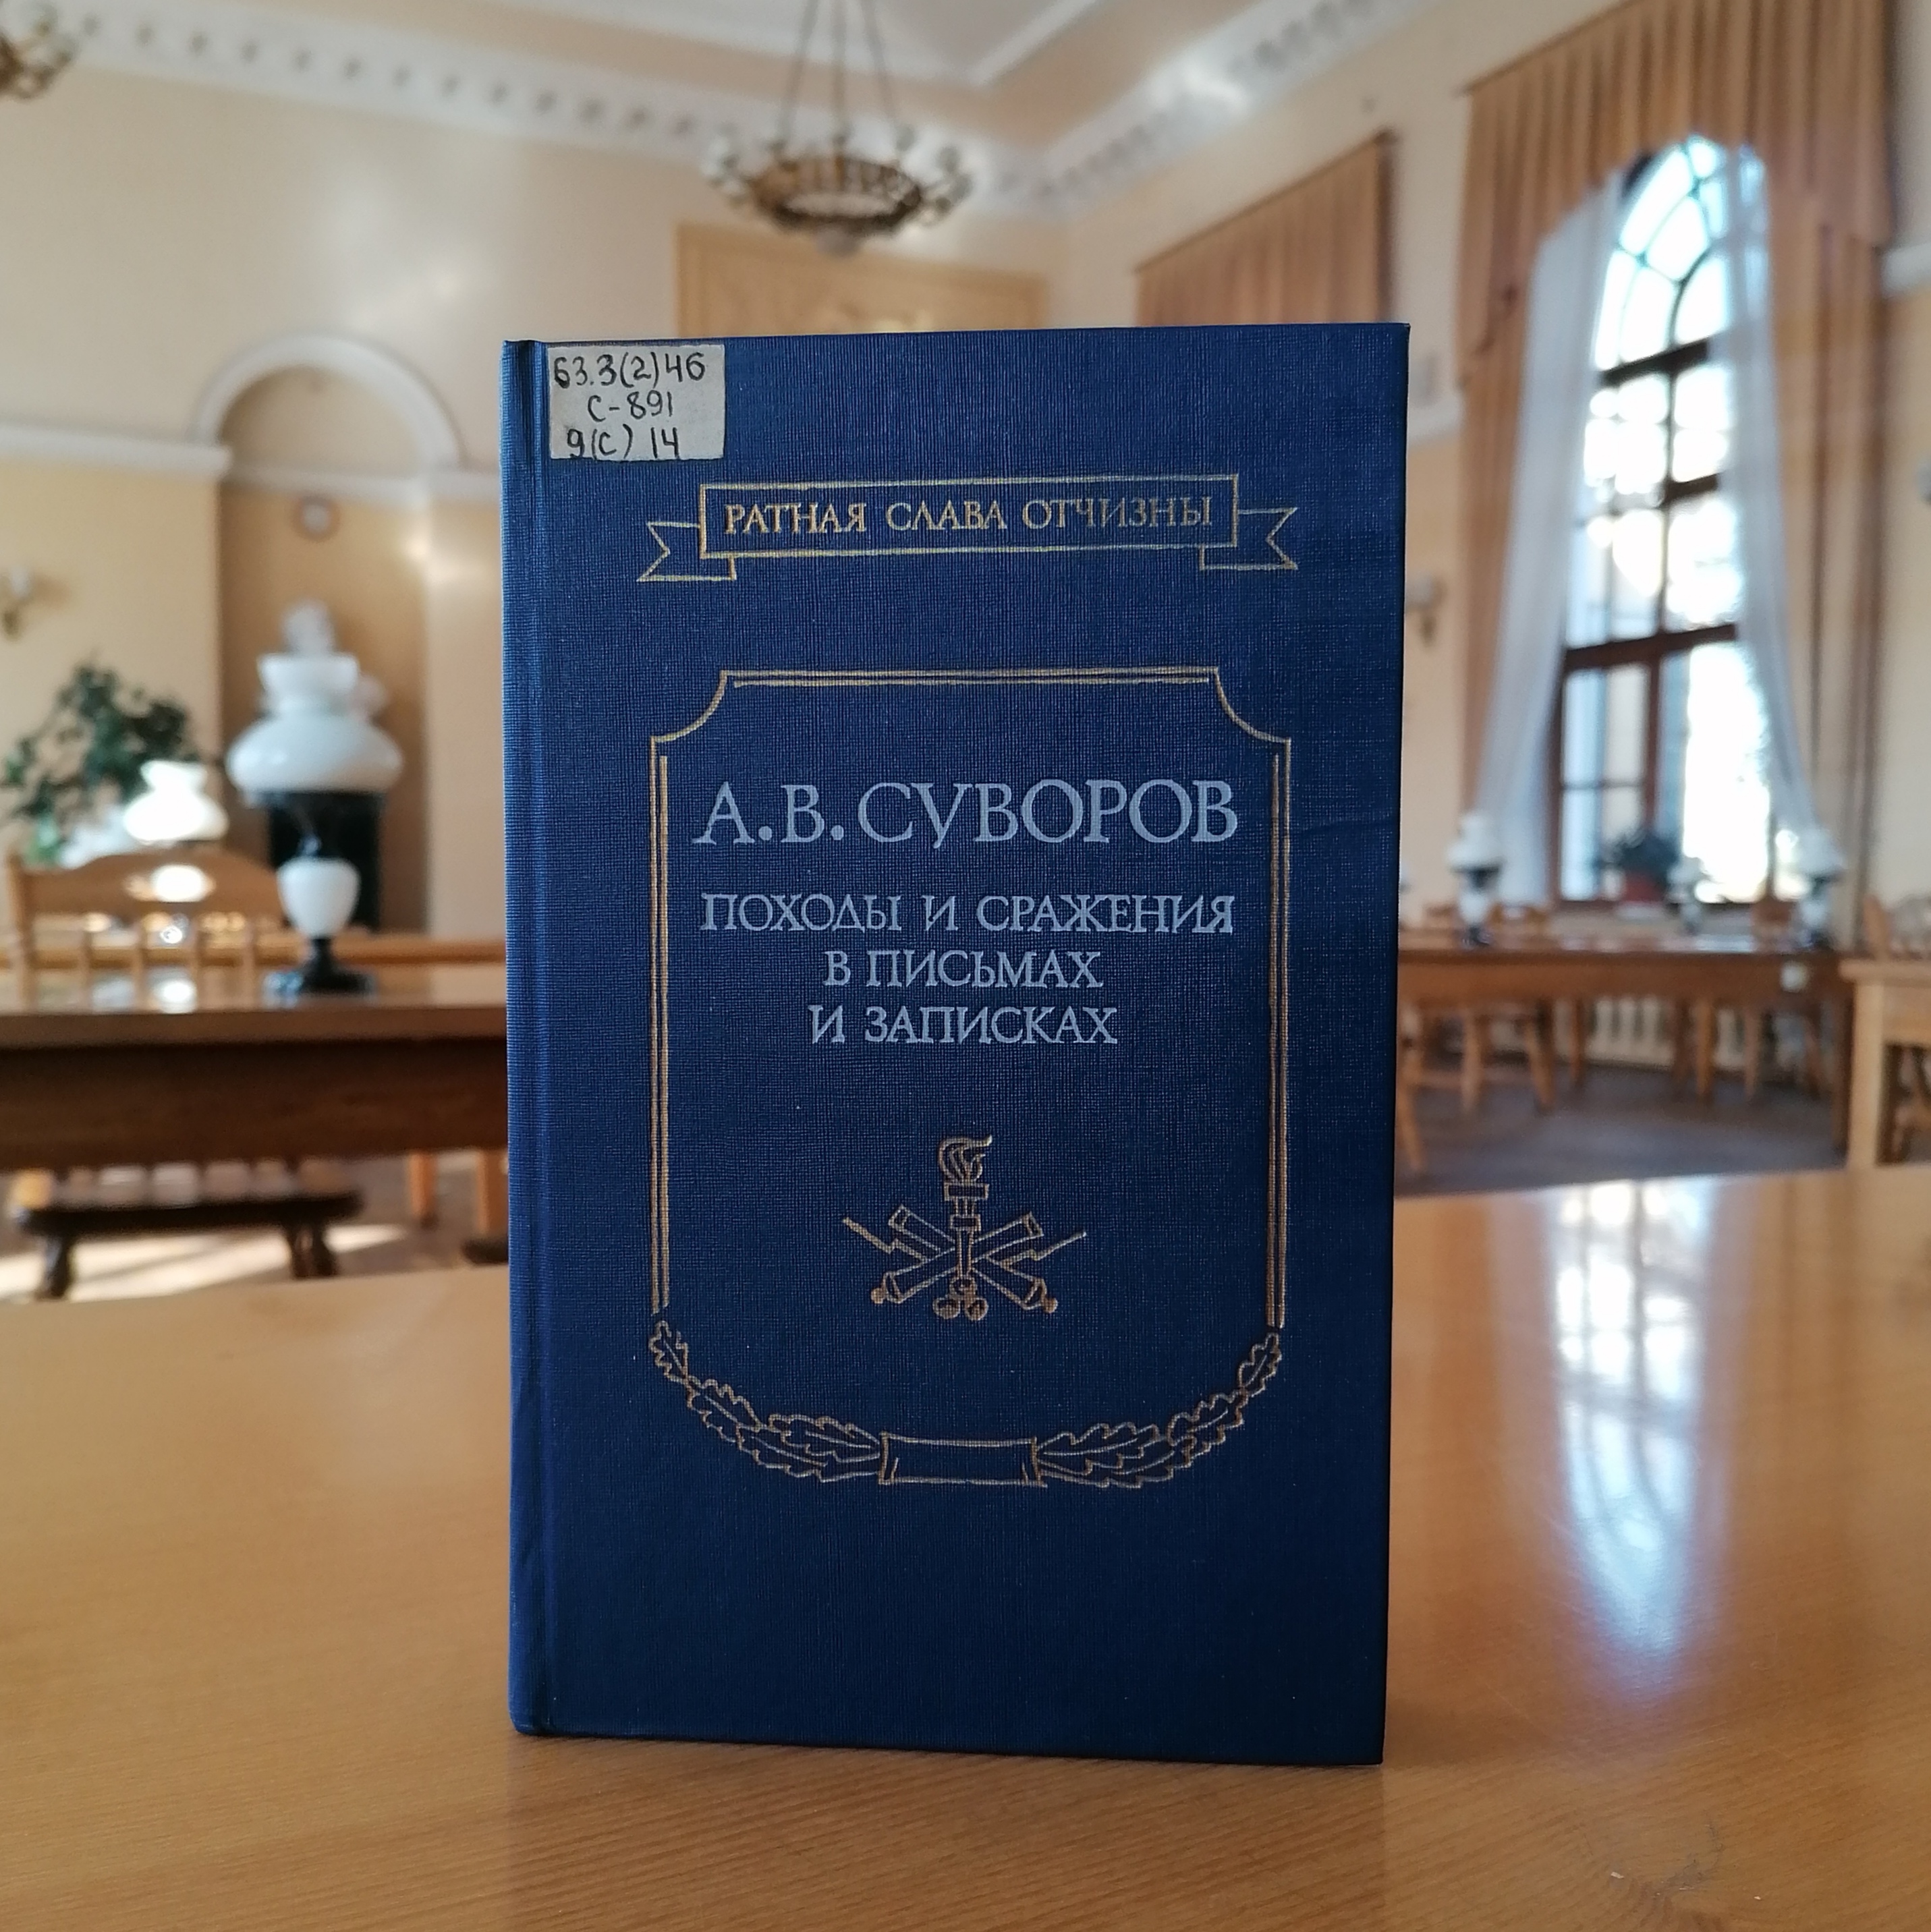 63.3(2)46
С-891
9(С)14
РАТНАЯ СЛАВА ОТЧИЗНЫ
А.В.СУВОРОВ
ПОХОДЫ И СРАЖЕНИЯ
В ПИСЬМАХ
И ЗАПИСКАХ